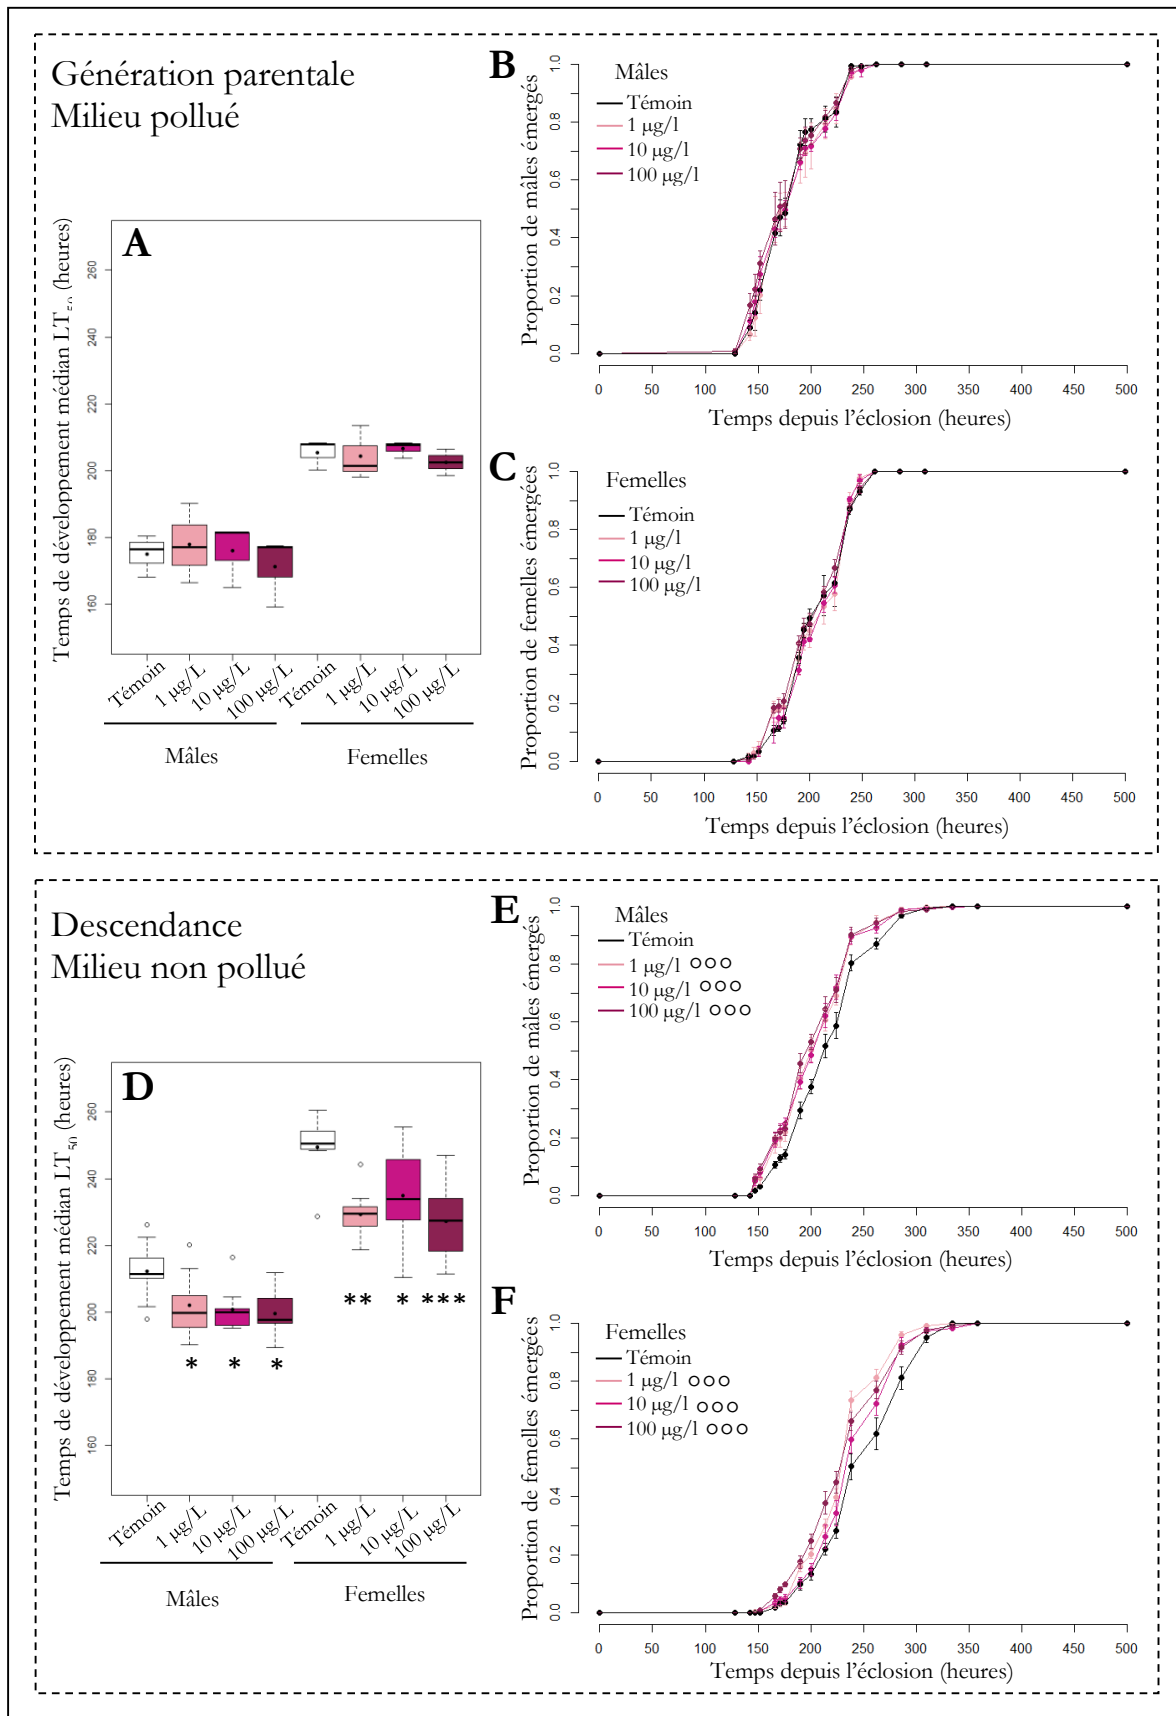 Génération parentale
Milieu pollué
A
Temps de développement médian LT50 (heures)
260
240
220
200
180
160
Témoin
1 µg/L
10 µg/L
100 µg/L
Témoin
1 µg/L
10 µg/L
100 µg/L
Mâles
Femelles
B
Mâles
Témoin
1 µg/l
10 µg/l
100 µg/l
Proportion de mâles émergés
1.0
0.8
0.6
0.4
0.2
0.0
0 50 100 150 200 250 300 350 400 450 500
Temps depuis l’éclosion (heures)
C
Femelles
Témoin
1 µg/l
10 µg/l
100 µg/l
Proportion de femelles émergées
1.0
0.8
0.6
0.4
0.2
0.0
0 50 100 150 200 250 300 350 400 450 500
Temps depuis l’éclosion (heures)
Descendance
Milieu non pollué
D
Temps de développement médian LT50 (heures)
260
240
220
200
180
160
** * ***
* * *
Témoin
1 µg/L
10 µg/L
100 µg/L
Témoin
1 µg/L
10 µg/L
100 µg/L
Mâles
Femelles
E
Mâles
Témoin
1 µg/l ○○○
10 µg/l ○○○
100 µg/l ○○○
Proportion de mâles émergés
1.0
0.8
0.6
0.4
0.2
0.0
0 50 100 150 200 250 300 350 400 450 500
Temps depuis l’éclosion (heures)
F
Femelles
Témoin
1 µg/l ○○○
10 µg/l ○○○
100 µg/l ○○○
Proportion de femelles émergées
1.0
0.8
0.6
0.4
0.2
0.0
0 50 100 150 200 250 300 350 400 450 500
Temps depuis l’éclosion (heures)